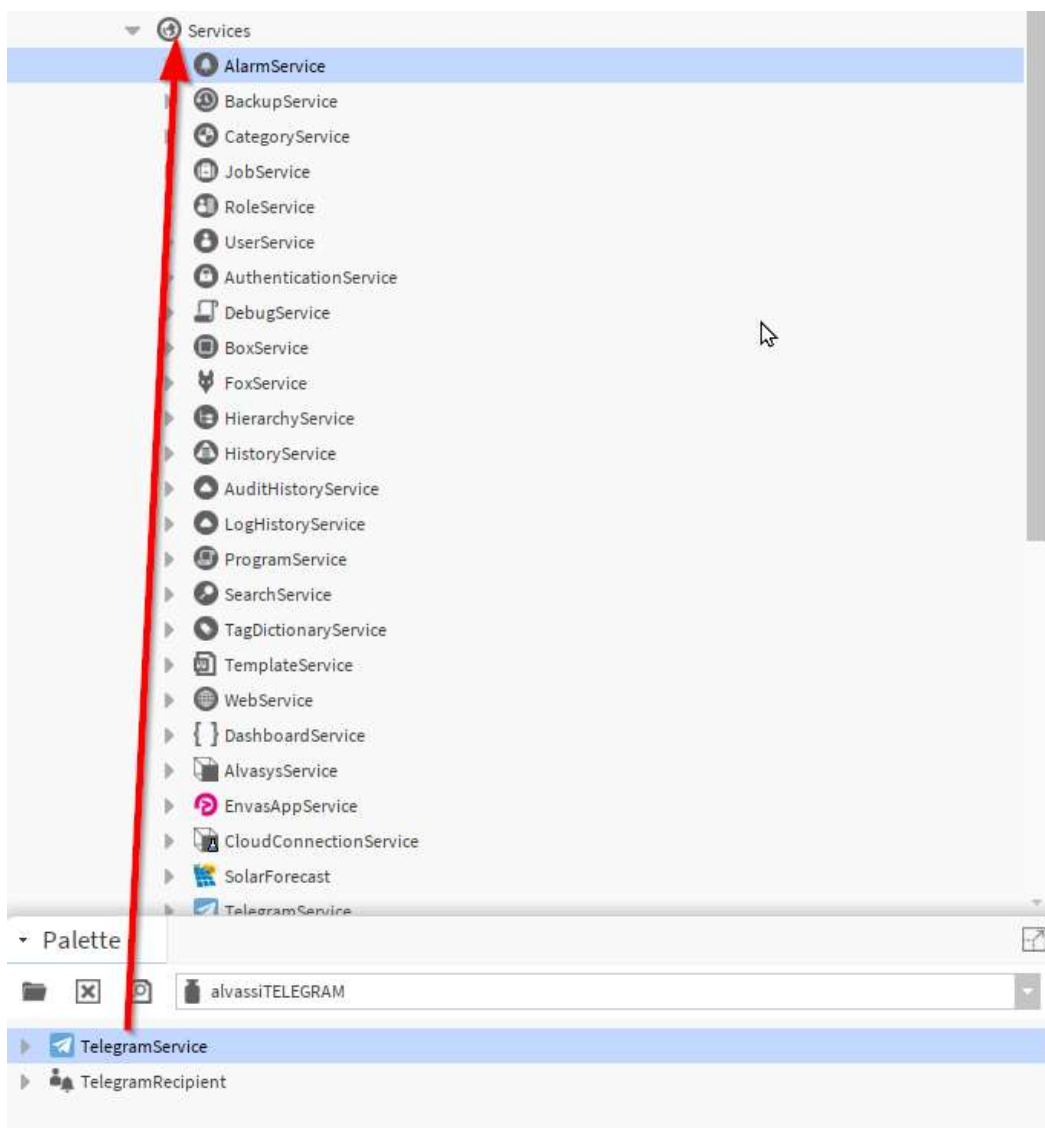 Services
AlarmService
BackupService
CategoryService
JobService
RoleService
UserService
AuthenticationService
DebugService
BoxService
FoxService
HierarchyService
HistoryService
AuditHistoryService
LogHistoryService
ProgramService
SearchService
TagDictionaryService
TemplateService
WebService
DashboardService
AlvasysService
EnvasAppService
CloudConnectionService
SolarForecast
TelegramService
Palette
alvassiTELEGRAM
TelegramService
TelegramRecipient